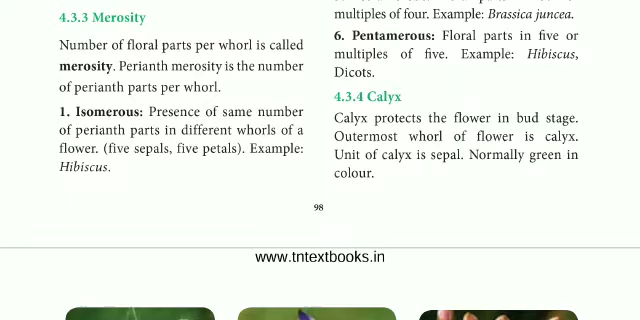 4.3.3 Merosity
Number of floral parts per whorl is called
merosity. Perianth merosity is the number
of perianth parts per whorl.
1. Isomerous: Presence of same number
of perianth parts in different whorls of a
flower. (five sepals, five petals). Example:
Hibiscus.
multiples of four. Example: Brassica juncea.
6. Pentamerous: Floral parts in five or
multiples of five. Example: Hibiscus,
Dicots.
4.3.4 Calyx
Calyx protects the flower in bud stage.
Outermost whorl of flower is calyx.
Unit of calyx is sepal. Normally green in
colour.
98
www.tntextbooks.in